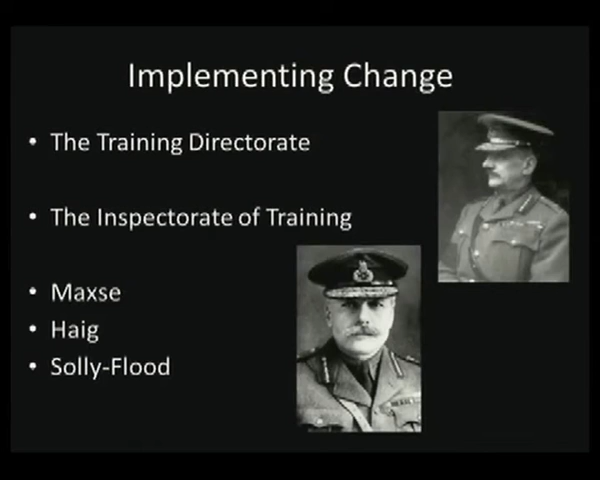 Implementing Change
• The Training Directorate
• The Inspectorate of Training
• Maxse
• Haig
• Solly-Flood